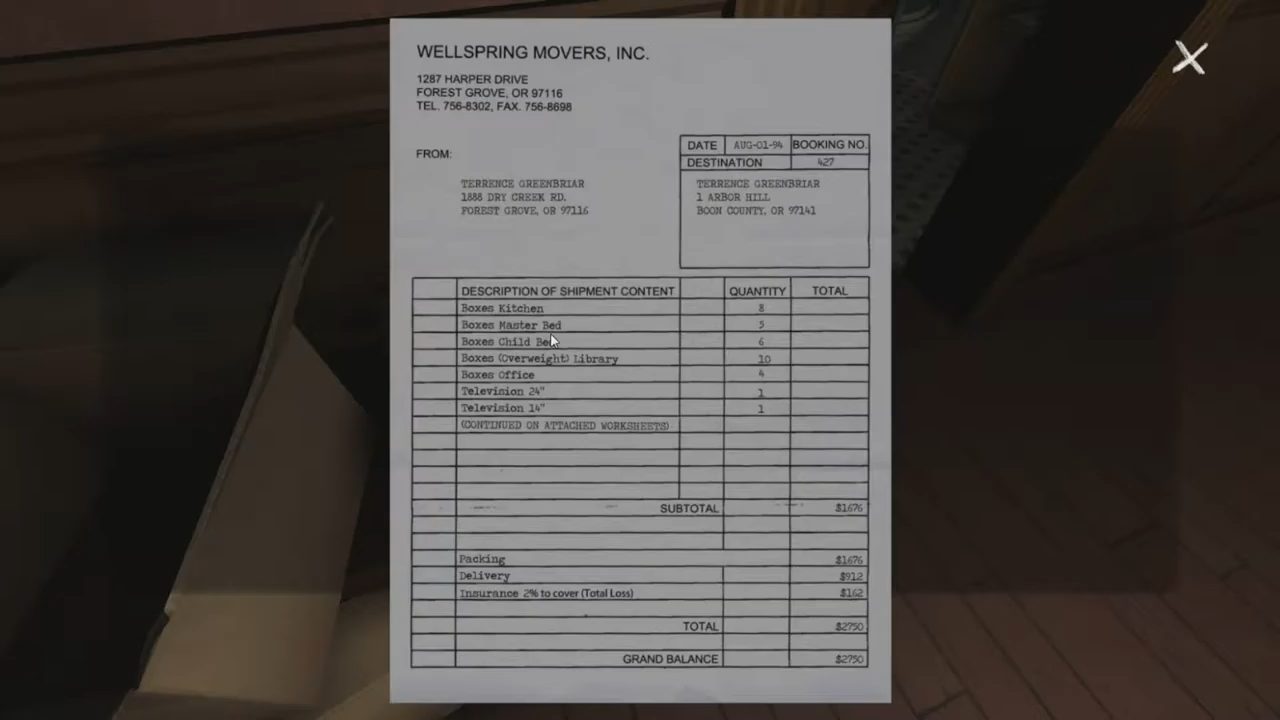 WELLSPRING MOVERS, INC.
1287 HARPER DRIVE
FOREST GROVE, OR 97116
TEL. 756-8302, FAX. 756-8698
FROM:
TERRENCE GREENBRIAR
1888 DRY CREEK RD.
FOREST GROVE, OR 97116
DATE AUG-01-94 BOOKING NO.
DESTINATION 427
TERRENCE GREENBRIAR
1 ARBOR HILL
BOON COUNTY, OR 97141
DESCRIPTION OF SHIPMENT CONTENT QUANTITY TOTAL
Boxes Kitchen 8
Boxes Master Bed 5
Boxes Child Bed 6
Boxes (Overweight) Library 10
Boxes Office 4
Television 24" 1
Television 14" 1
(CONTINUED ON ATTACHED WORKSHEETS)
SUBTOTAL $1676
Packing $1676
Delivery $912
Insurance 2% to cover (Total Loss) $162
TOTAL $2750
GRAND BALANCE $2750